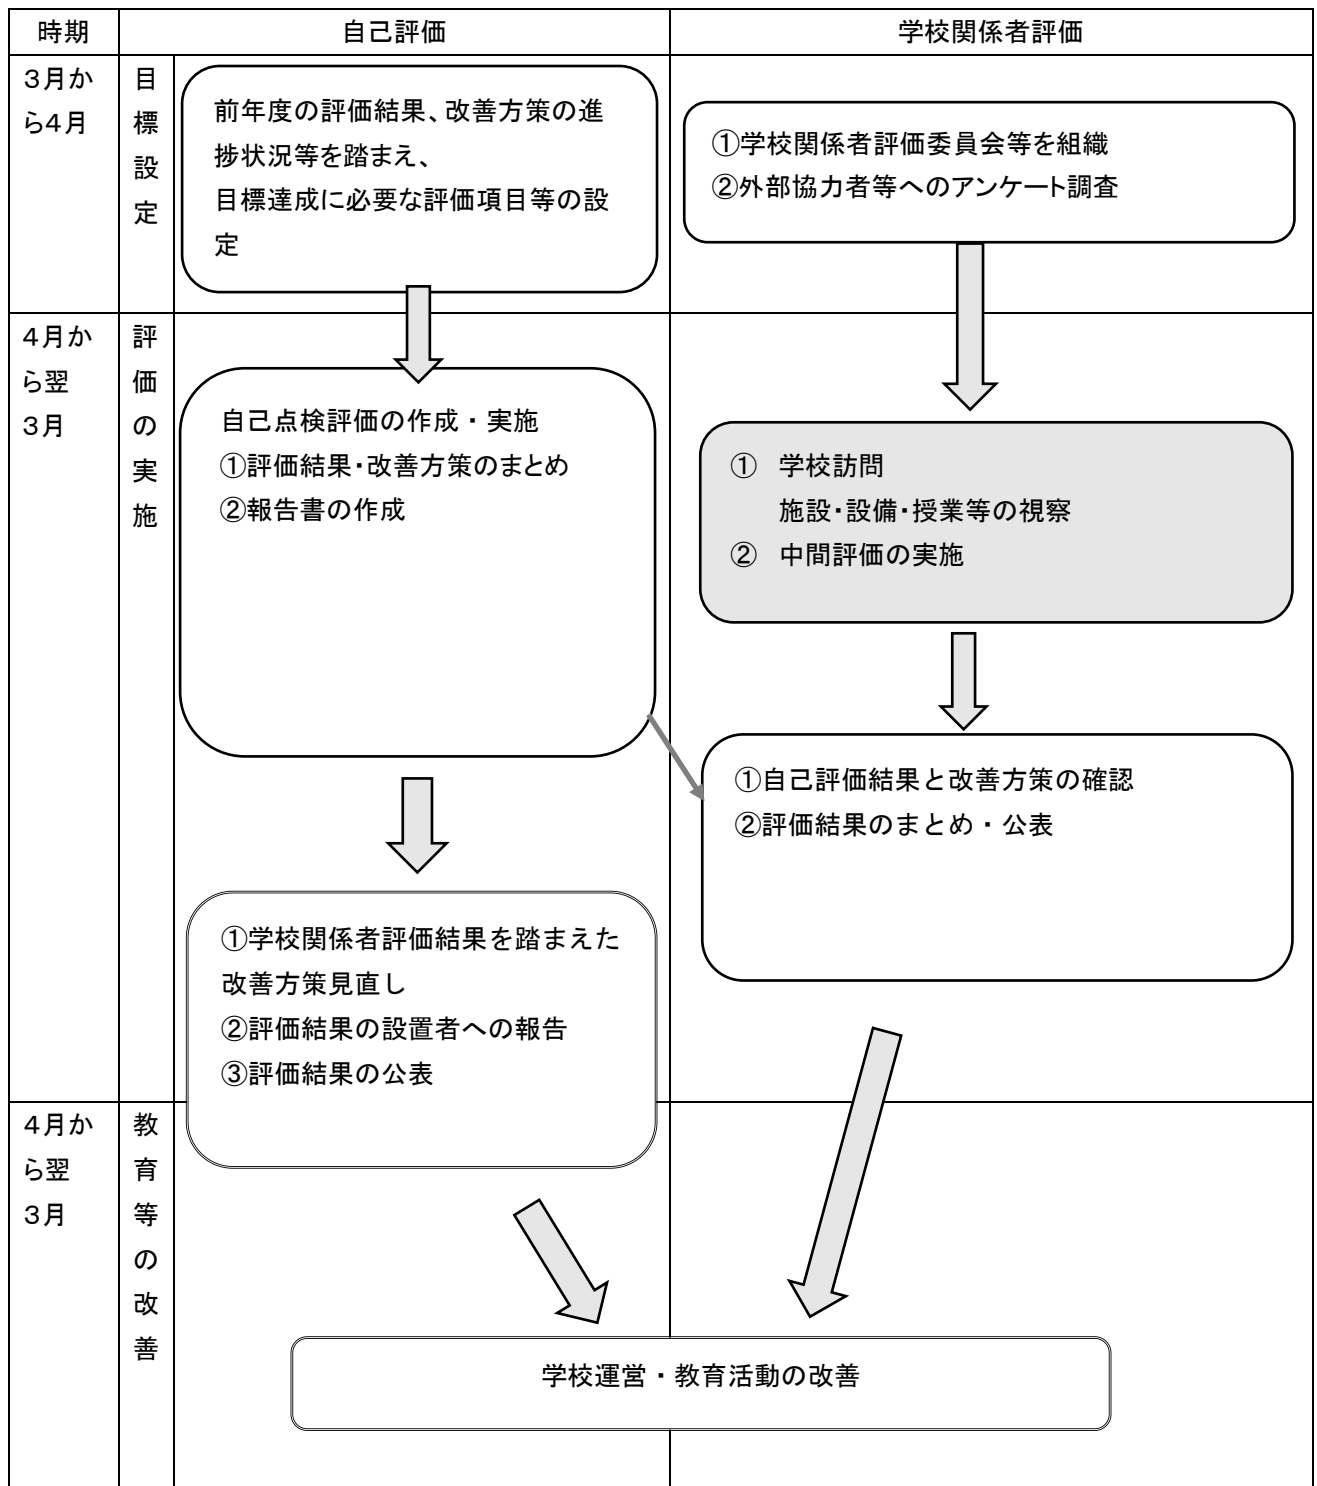 時期
自己評価
学校関係者評価
３月か
ら４月
目
標
設
定
前年度の評価結果、改善方策の進
捗状況等を踏まえ、
目標達成に必要な評価項目等の設
定
①学校関係者評価委員会等を組織
②外部協力者等へのアンケート調査
４月か
ら翌
３月
評
価
の
実
施
自己点検評価の作成・実施
①評価結果・改善方策のまとめ
②報告書の作成
① 学校訪問
施設・設備・授業等の視察
② 中間評価の実施
①自己評価結果と改善方策の確認
②評価結果のまとめ・公表
①学校関係者評価結果を踏まえた
改善方策見直し
②評価結果の設置者への報告
③評価結果の公表
４月か
ら翌
３月
教
育
等
の
改
善
学校運営・教育活動の改善